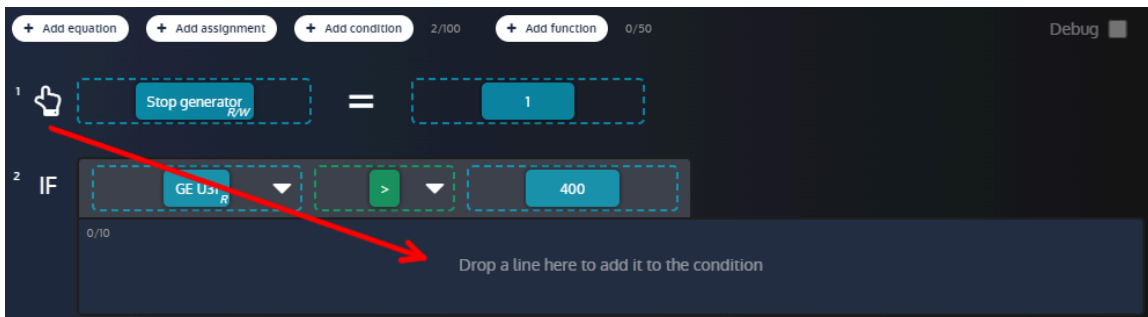 + Add equation + Add assignment + Add condition 2/100 + Add function 0/50 Debug
1 Stop generator R/W = 1
2 IF GE U31 R > 400
0/10
Drop a line here to add it to the condition